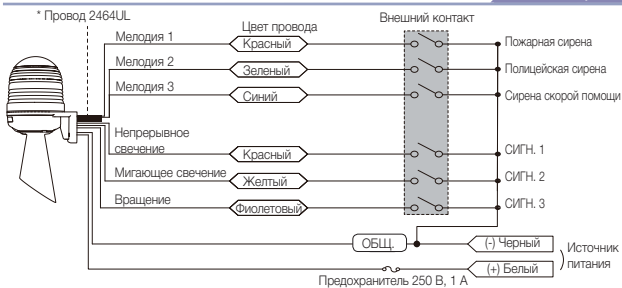 * Провод 2464UL
Цвет провода
Внешний контакт
Мелодия 1
Красный
Пожарная сирена
Мелодия 2
Зеленый
Полицейская сирена
Мелодия 3
Синий
Сирена скорой помощи
Непрерывное
свечение
Красный
СИГН. 1
Мигающее свечение
Желтый
СИГН. 2
Вращение
Фиолетовый
СИГН. 3
ОБЩ.
(-) Черный
Источник
питания
(+) Белый
Предохранитель 250 В, 1 А